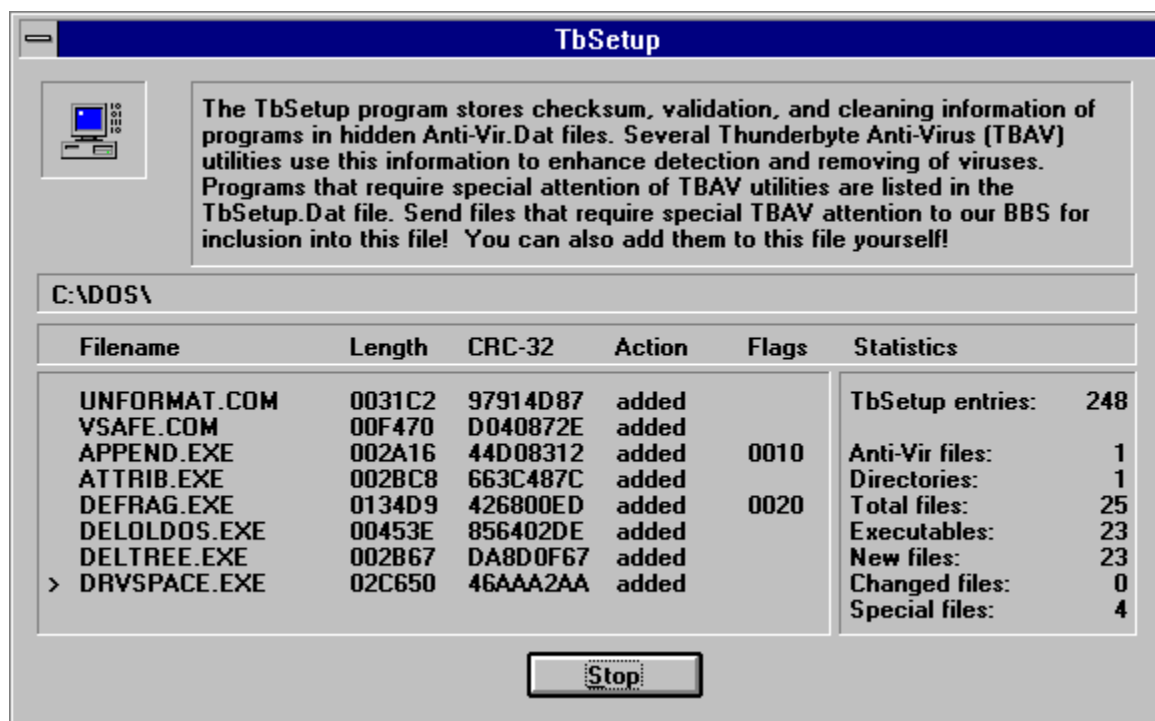 TbSetup
The TbSetup program stores checksum, validation, and cleaning information of
programs in hidden Anti-Vir.Dat files. Several Thunderbyte Anti-Virus (TBAV)
utilities use this information to enhance detection and removing of viruses.
Programs that require special attention of TBAV utilities are listed in the
TbSetup.Dat file. Send files that require special TBAV attention to our BBS for
inclusion into this file!  You can also add them to this file yourself!
C:\DOS\
Filename Length CRC-32 Action Flags Statistics
UNFORMAT.COM 0031C2 97914D87 added TbSetup entries: 248
VSAFE.COM 00F470 D040872E added
APPEND.EXE 002A16 44D08312 added 0010 Anti-Vir files: 1
ATTRIB.EXE 002BC8 663C487C added Directories: 1
DEFRAG.EXE 0134D9 426800ED added 0020 Total files: 25
DELOLDOS.EXE 00453E 856402DE added Executables: 23
DELTREE.EXE 002B67 DA8D0F67 added New files: 23
> DRVSPACE.EXE 02C650 46AAA2AA added Changed files: 0
Special files: 4
Stop